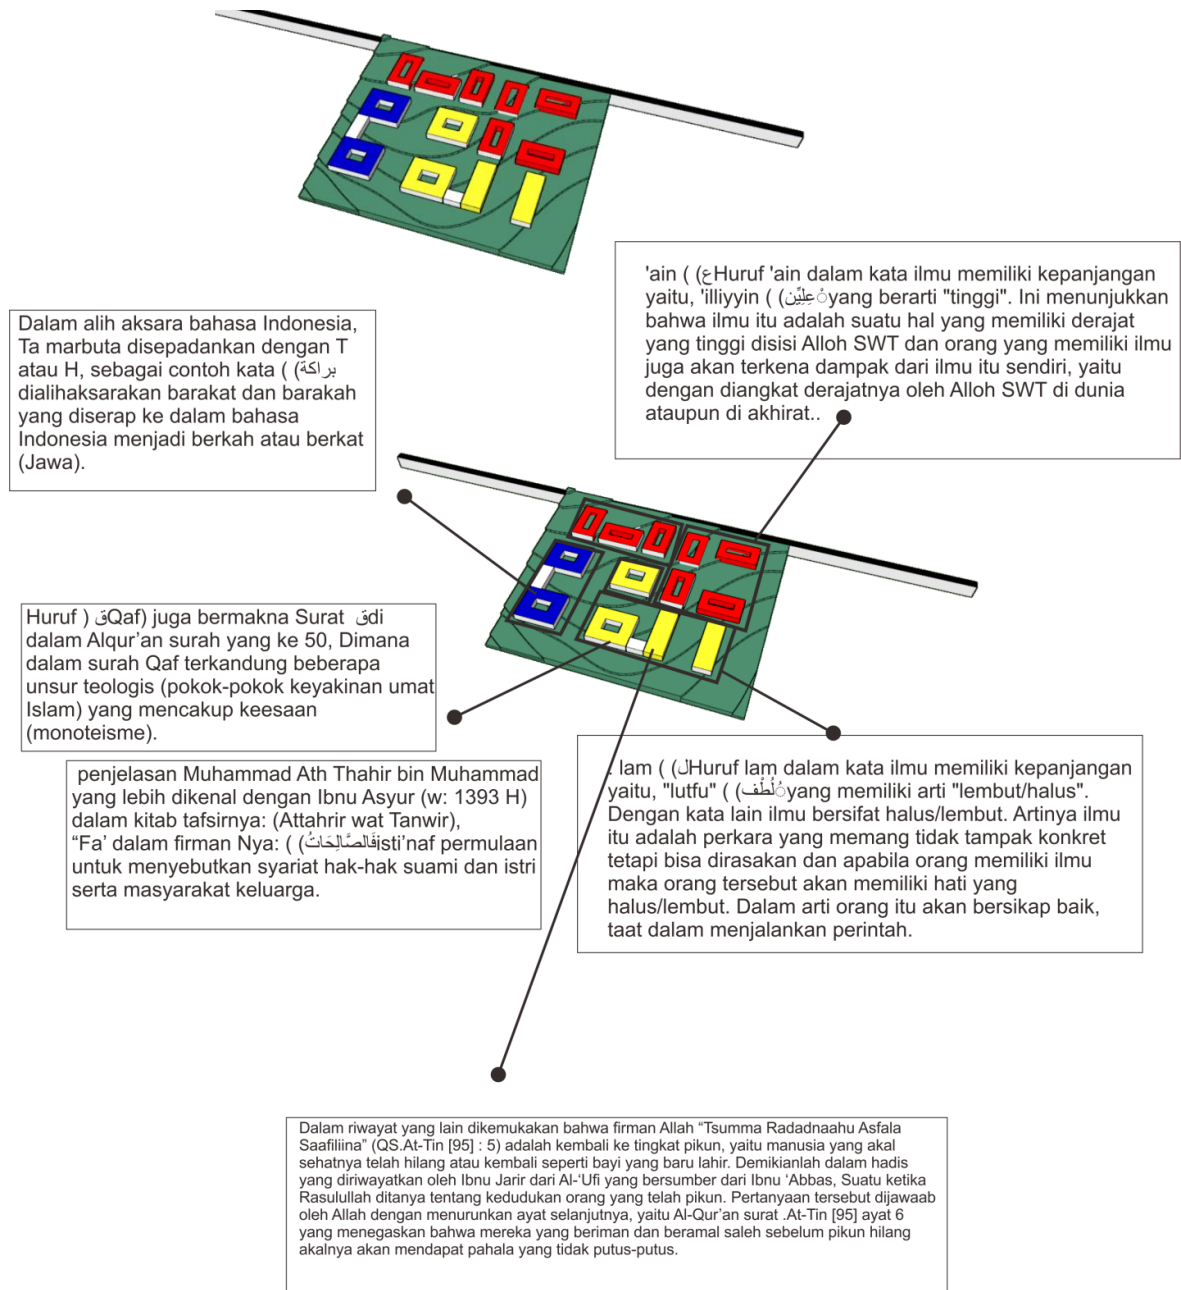 'ain ( (عHuruf 'ain dalam kata ilmu memiliki kepanjangan
yaitu, 'illiyyin ( (عِلِيِّن ُyang berarti "tinggi". Ini menunjukkan
bahwa ilmu itu adalah suatu hal yang memiliki derajat
yang tinggi disisi Alloh SWT dan orang yang memiliki ilmu
juga akan terkena dampak dari ilmu itu sendiri, yaitu
dengan diangkat derajatnya oleh Alloh SWT di dunia
ataupun di akhirat..
Dalam alih aksara bahasa Indonesia,
Ta marbuta disepadankan dengan T
atau H, sebagai contoh kata ( (براكة
dialihaksarakan barakat dan barakah
yang diserap ke dalam bahasa
Indonesia menjadi berkah atau berkat
(Jawa).
Huruf ) قQaf) juga bermakna Surat قdi
dalam Alqur’an surah yang ke 50, Dimana
dalam surah Qaf terkandung beberapa
unsur teologis (pokok-pokok keyakinan umat
Islam) yang mencakup keesaan
(monoteisme).
penjelasan Muhammad Ath Thahir bin Muhammad
yang lebih dikenal dengan Ibnu Asyur (w: 1393 H)
dalam kitab tafsirnya: (Attahrir wat Tanwir),
“Fa’ dalam firman Nya: ( (فَالصَّالِحَاتُisti’naf permulaan
untuk menyebutkan syariat hak-hak suami dan istri
serta masyarakat keluarga.
. lam ( (لHuruf lam dalam kata ilmu memiliki kepanjangan
yaitu, "lutfu" ( (لُطْف ُyang memiliki arti "lembut/halus".
Dengan kata lain ilmu bersifat halus/lembut. Artinya ilmu
itu adalah perkara yang memang tidak tampak konkret
tetapi bisa dirasakan dan apabila orang memiliki ilmu
maka orang tersebut akan memiliki hati yang
halus/lembut. Dalam arti orang itu akan bersikap baik,
taat dalam menjalankan perintah.
Dalam riwayat yang lain dikemukakan bahwa firman Allah “Tsumma Radadnaahu Asfala
Saafiliina” (QS.At-Tin [95] : 5) adalah kembali ke tingkat pikun, yaitu manusia yang akal
sehatnya telah hilang atau kembali seperti bayi yang baru lahir. Demikianlah dalam hadis
yang diriwayatkan oleh Ibnu Jarir dari Al-‘Ufi yang bersumber dari Ibnu ‘Abbas, Suatu ketika
Rasulullah ditanya tentang kedudukan orang yang telah pikun. Pertanyaan tersebut dijawaab
oleh Allah dengan menurunkan ayat selanjutnya, yaitu Al-Qur’an surat .At-Tin [95] ayat 6
yang menegaskan bahwa mereka yang beriman dan beramal saleh sebelum pikun hilang
akalnya akan mendapat pahala yang tidak putus-putus.